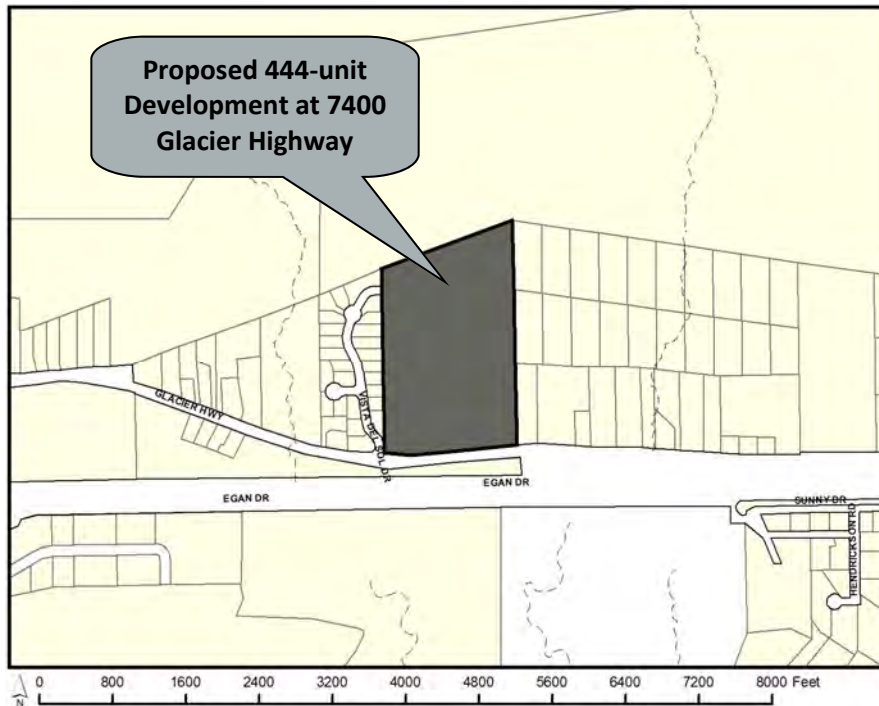 Proposed 444-unit
Development at 7400
Glacier Highway
GLACIER HWY
VISTA DEL SOL DR
EGAN DR
EGAN DR
SUNNY DR
HENDRICKSON RD
N
0 800 1600 2400 3200 4000 4800 5600 6400 7200 8000 Feet